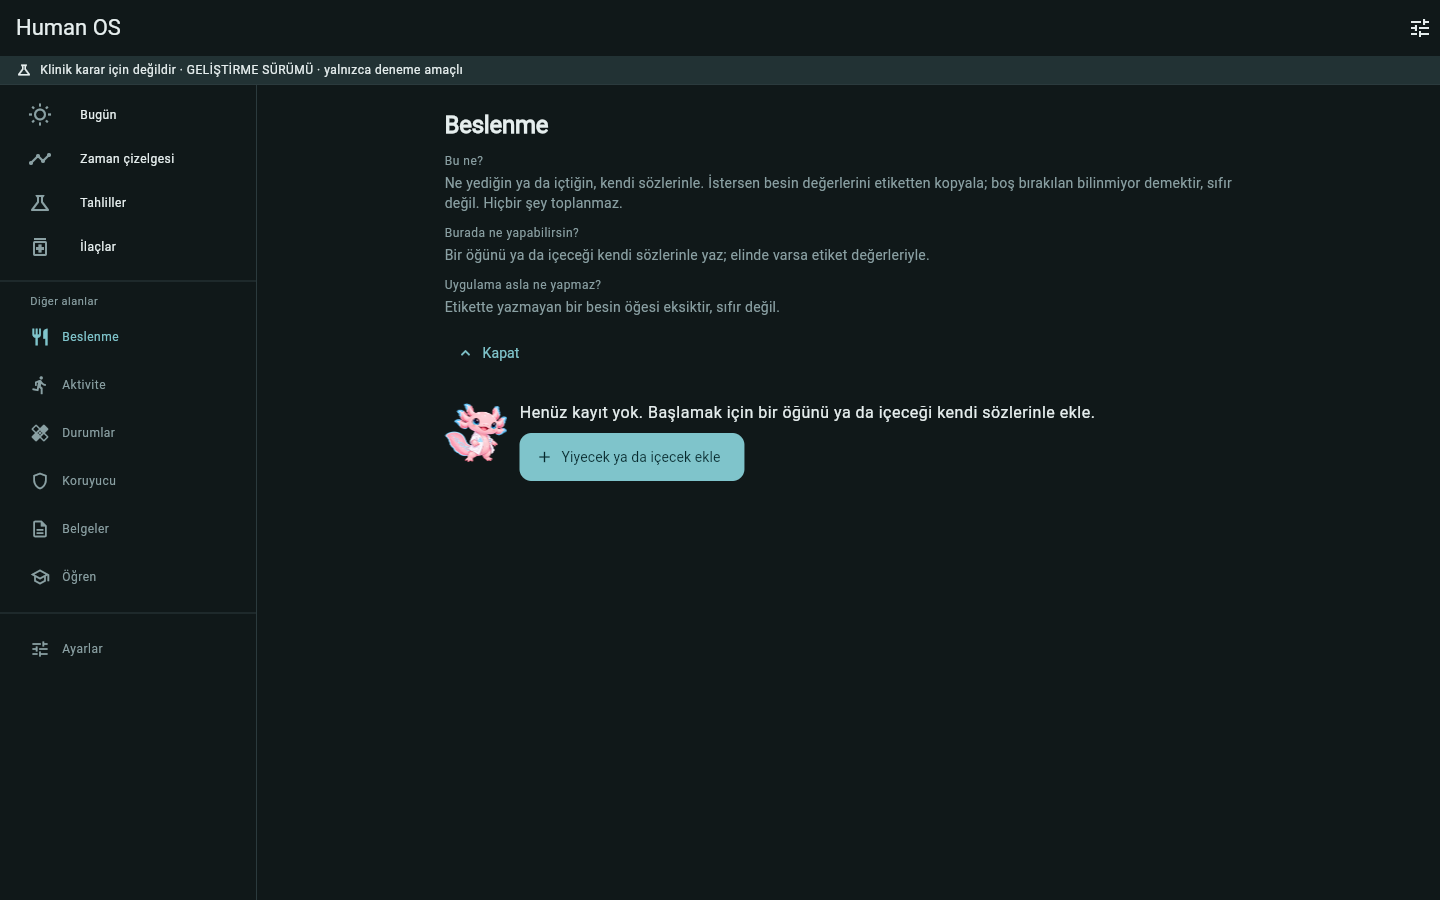 Human OS
Klinik karar için değildir · GELİŞTİRME SÜRÜMÜ · yalnızca deneme amaçlı
Bugün
Zaman çizelgesi
Tahliller
İlaçlar
Diğer alanlar
Beslenme
Aktivite
Durumlar
Koruyucu
Belgeler
Öğren
Ayarlar
Beslenme
Bu ne?
Ne yediğin ya da içtiğin, kendi sözlerinle. İstersen besin değerlerini etiketten kopyala; boş bırakılan bilinmiyor demektir, sıfır
değil. Hiçbir şey toplanmaz.
Burada ne yapabilirsin?
Bir öğünü ya da içeceği kendi sözlerinle yaz; elinde varsa etiket değerleriyle.
Uygulama asla ne yapmaz?
Etikette yazmayan bir besin öğesi eksiktir, sıfır değil.
Kapat
Henüz kayıt yok. Başlamak için bir öğünü ya da içeceği kendi sözlerinle ekle.
Yiyecek ya da içecek ekle